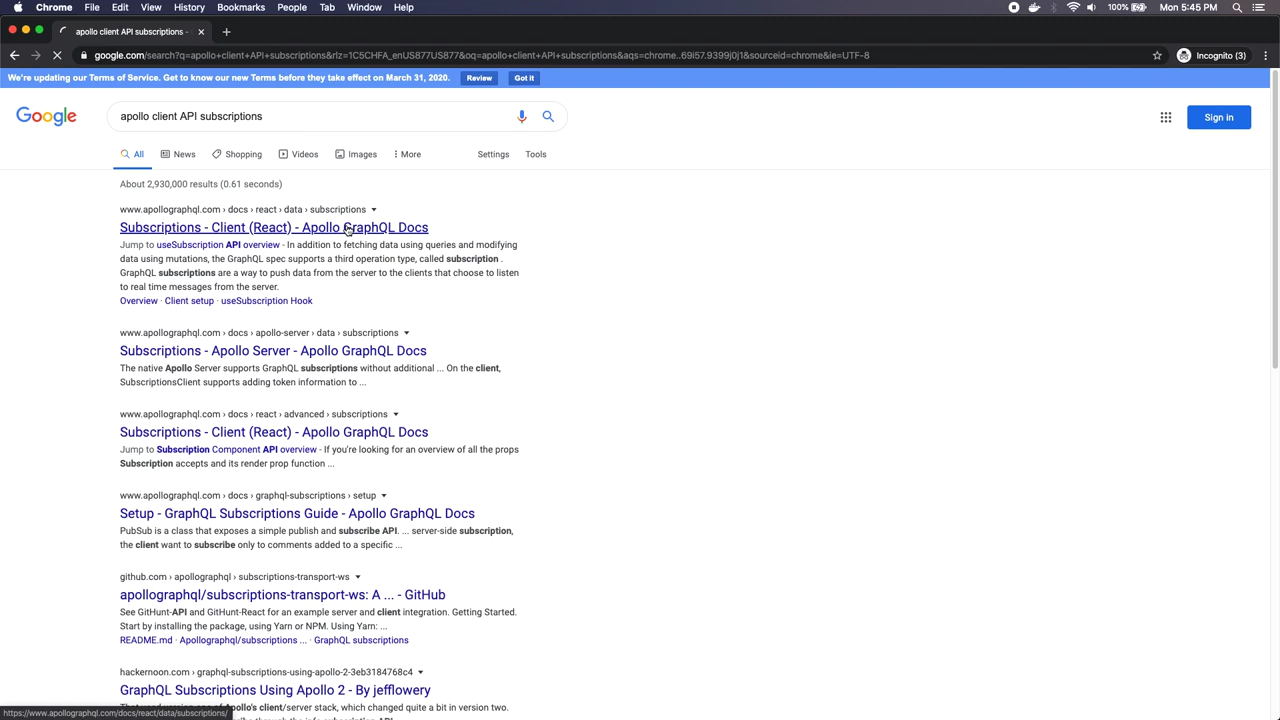 Chrome File Edit View History Bookmarks People Tab Window Help 100% Mon 5:45 PM
apollo client API subscriptions -
google.com/search?q=apollo+client+API+subscriptions&rlz=1C5CHFA_enUS877US877&oq=apollo+client+API+subscriptions&aqs=chrome..69i57.9399j0j1&sourceid=chrome&ie=UTF-8 Incognito (3)
We're updating our Terms of Service. Get to know our new Terms before they take effect on March 31, 2020. Review Got it
Google apollo client API subscriptions Sign in
All News Shopping Videos Images More Settings Tools
About 2,930,000 results (0.61 seconds)
www.apollographql.com › docs › react › data › subscriptions
Subscriptions - Client (React) - Apollo GraphQL Docs
Jump to useSubscription API overview - In addition to fetching data using queries and modifying
data using mutations, the GraphQL spec supports a third operation type, called subscription .
GraphQL subscriptions are a way to push data from the server to the clients that choose to listen
to real time messages from the server.
Overview · Client setup · useSubscription Hook
www.apollographql.com › docs › apollo-server › data › subscriptions
Subscriptions - Apollo Server - Apollo GraphQL Docs
The native Apollo Server supports GraphQL subscriptions without additional ... On the client,
SubscriptionsClient supports adding token information to ...
www.apollographql.com › docs › react › advanced › subscriptions
Subscriptions - Client (React) - Apollo GraphQL Docs
Jump to Subscription Component API overview - If you're looking for an overview of all the props
Subscription accepts and its render prop function ...
www.apollographql.com › docs › graphql-subscriptions › setup
Setup - GraphQL Subscriptions Guide - Apollo GraphQL Docs
PubSub is a class that exposes a simple publish and subscribe API. ... server-side subscription,
the client want to subscribe only to comments added to a specific ...
github.com › apollographql › subscriptions-transport-ws
apollographql/subscriptions-transport-ws: A ... - GitHub
See GitHunt-API and GitHunt-React for an example server and client integration. Getting Started.
Start by installing the package, using Yarn or NPM. Using Yarn: ...
README.md · Apollographql/subscriptions ... · GraphQL subscriptions
hackernoon.com › graphql-subscriptions-using-apollo-2-3eb3184768c4
GraphQL Subscriptions Using Apollo 2 - By jefflowery
client/server stack, which changed quite a bit in version two.
https://www.apollographql.com/docs/react/data/subscriptions/